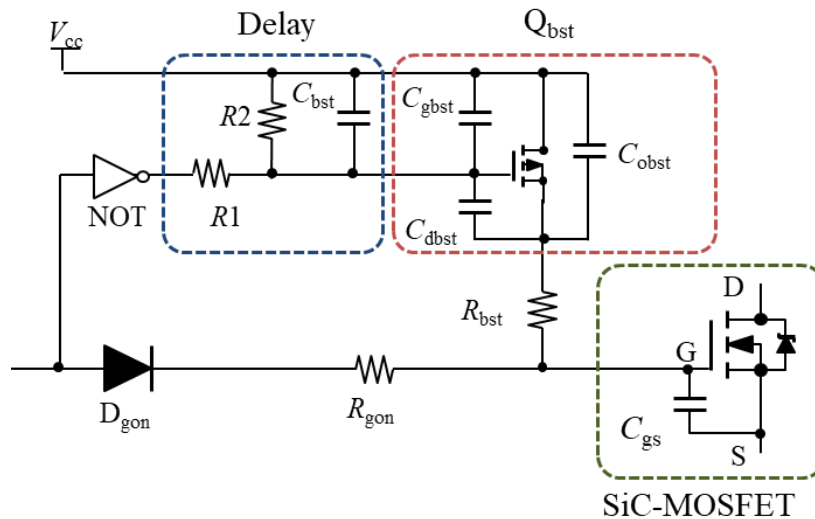 Delay
Qbst
Vcc
R2
Cbst
Cgbst
Cobst
NOT
R1
Cdbst
Rbst
D
G
Dgon
Rgon
Cgs
S
SiC-MOSFET